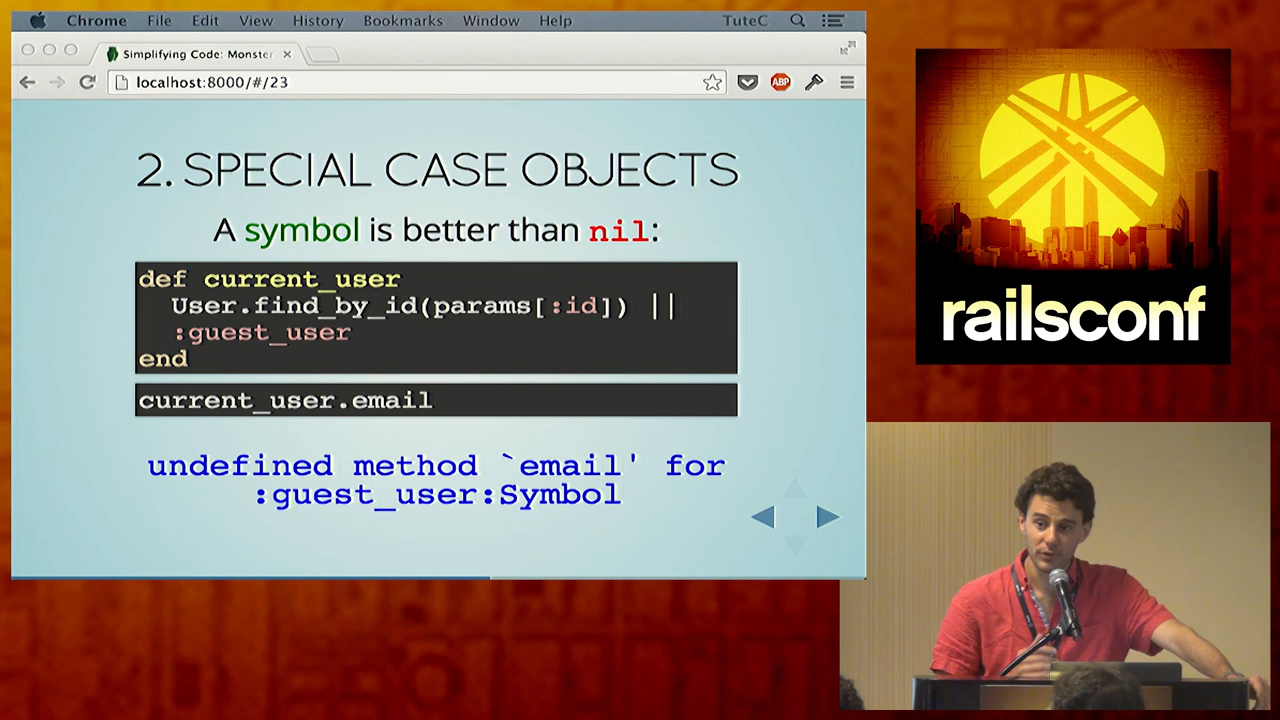 Chrome File Edit View History Bookmarks Window Help TuteC
Simplifying Code: Monster
localhost:8000/#/23
ABP
2. SPECIAL CASE OBJECTS
A symbol is better than nil:
def current_user
User.find_by_id(params[:id]) ||
:guest_user
end
current_user.email
undefined method `email' for
:guest_user:Symbol
railsconf